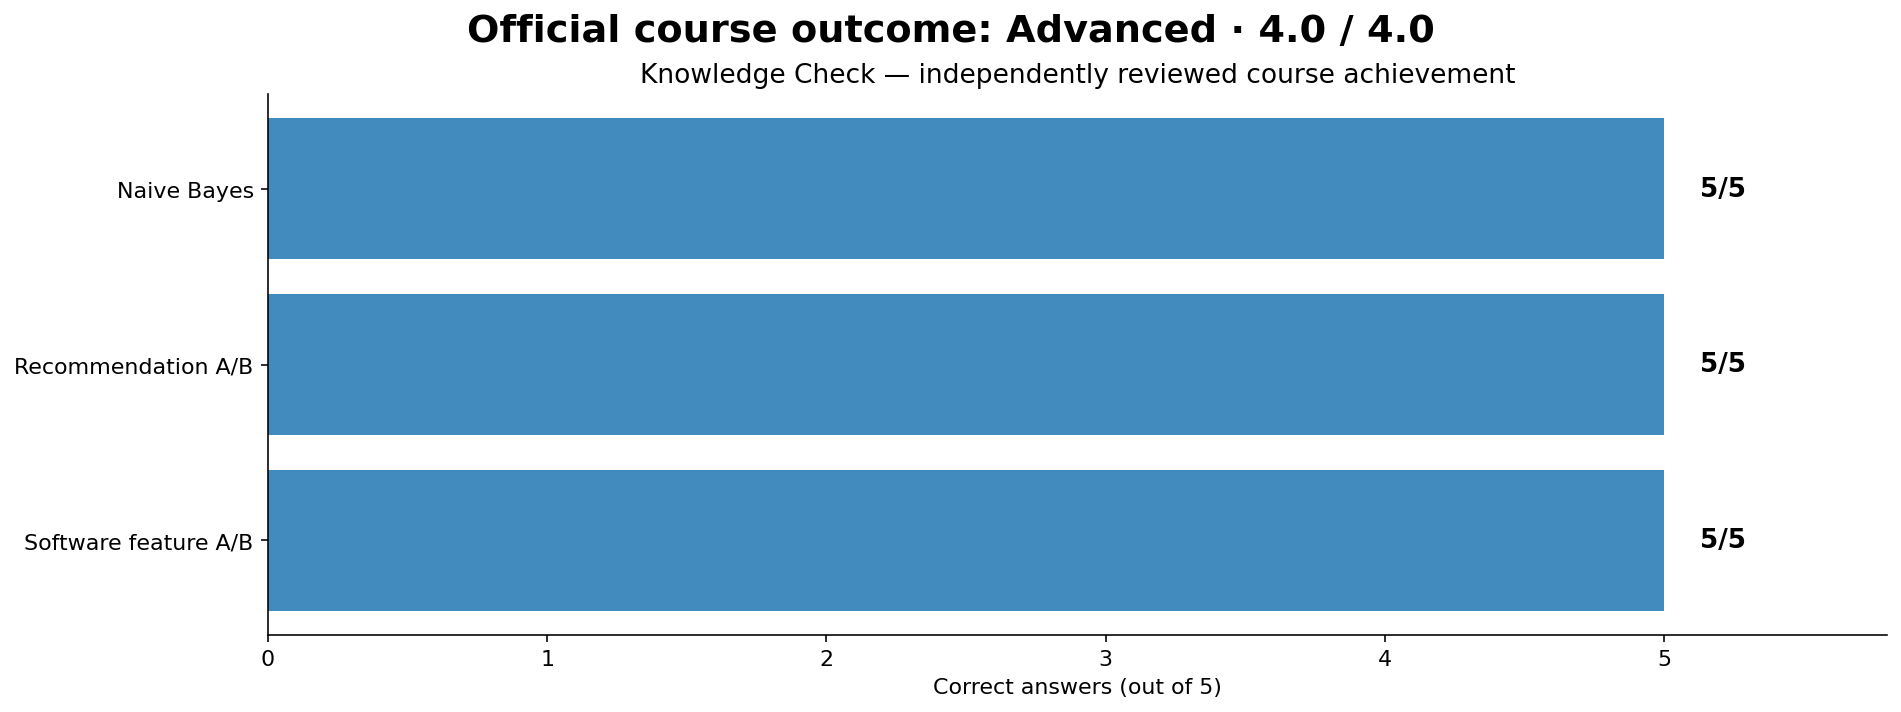 Official course outcome: Advanced · 4.0 / 4.0
Knowledge Check — independently reviewed course achievement
Naive Bayes
5/5
Recommendation A/B
5/5
Software feature A/B
5/5
0 1 2 3 4 5
Correct answers (out of 5)